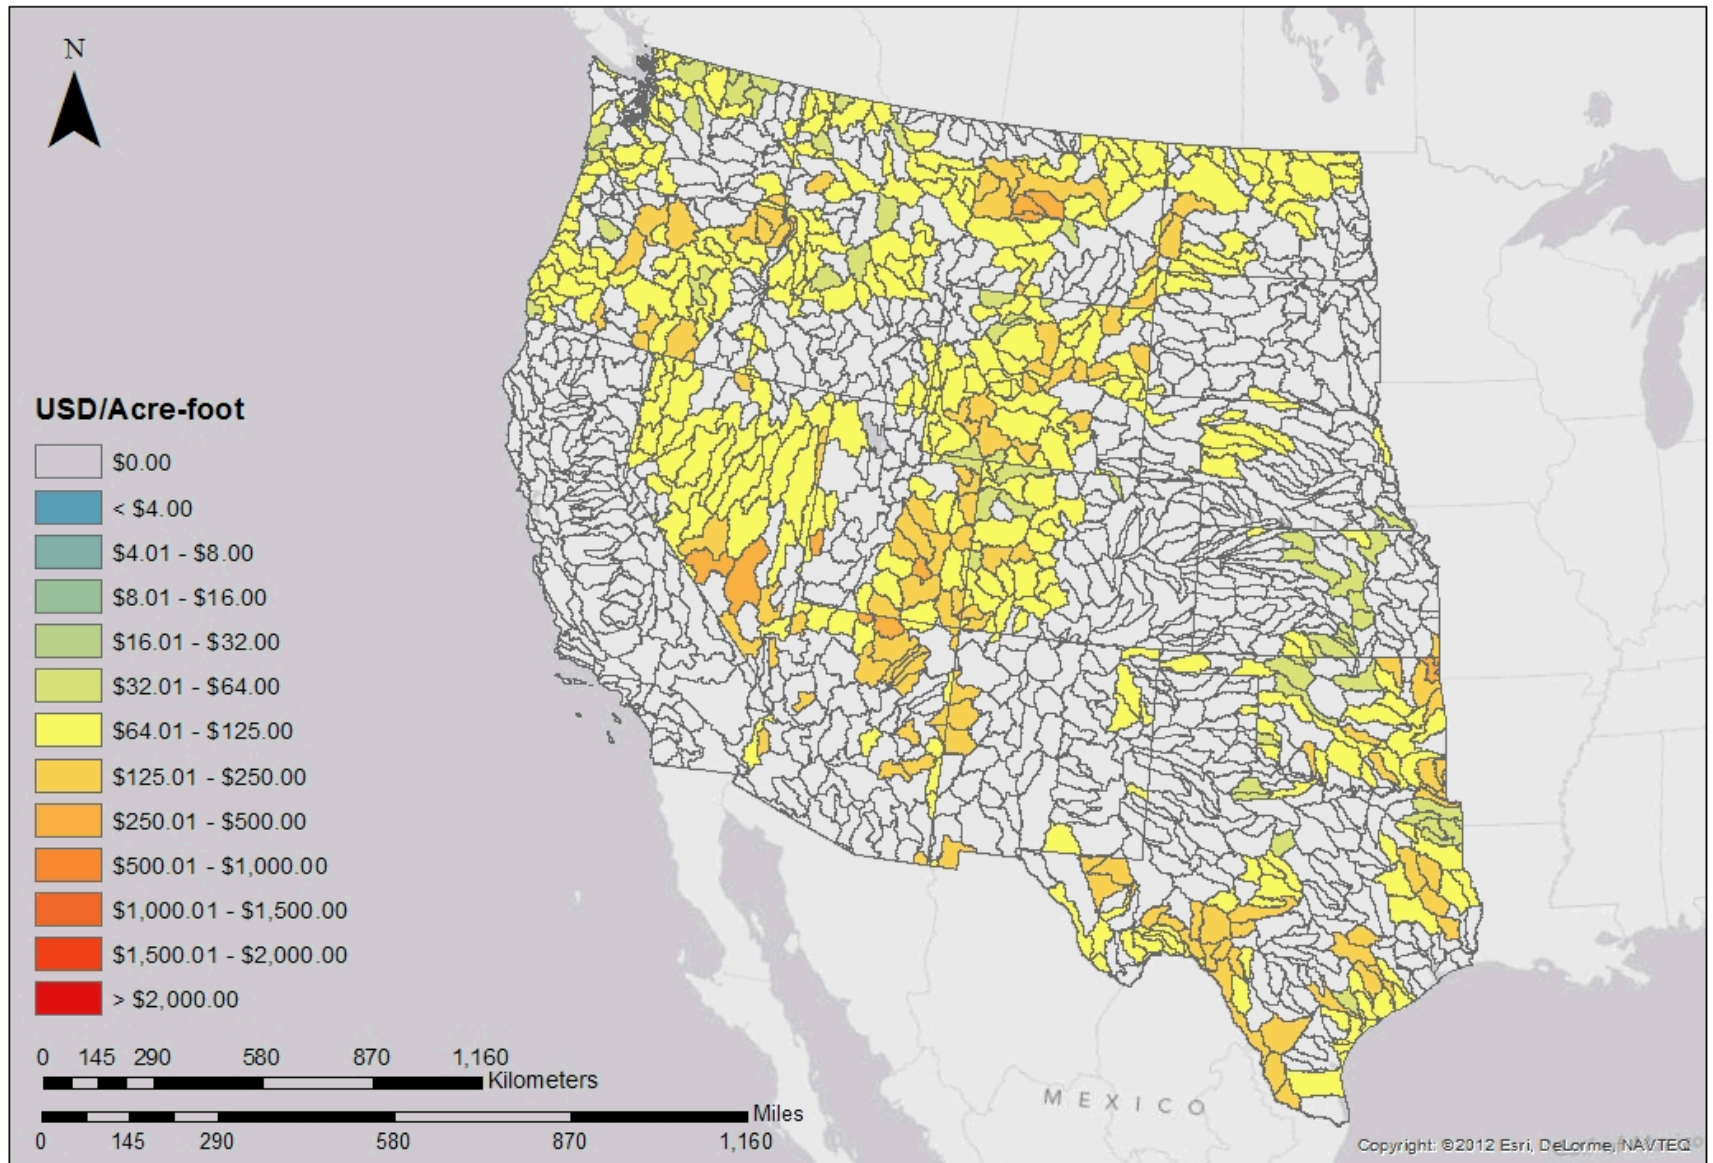 N
USD/Acre-foot
$0.00
< $4.00
$4.01 - $8.00
$8.01 - $16.00
$16.01 - $32.00
$32.01 - $64.00
$64.01 - $125.00
$125.01 - $250.00
$250.01 - $500.00
$500.01 - $1,000.00
$1,000.01 - $1,500.00
$1,500.01 - $2,000.00
> $2,000.00
0 145 290 580 870 1,160
Kilometers
Miles
0 145 290 580 870 1,160
MEXICO
Copyright: ©2012 Esri, DeLorme, NAVTEQ